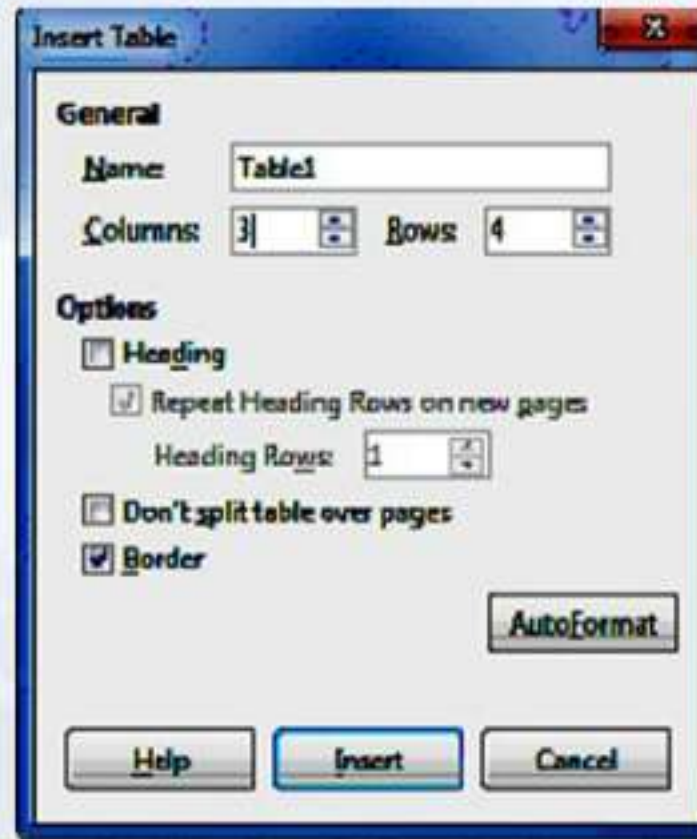 Insert Table
General
Name: Table1
Columns: 3 Rows: 4
Options
Heading
Repeat Heading Rows on new pages
Heading Rows: 1
Don't split table over pages
Border
AutoFormat
Help Insert Cancel